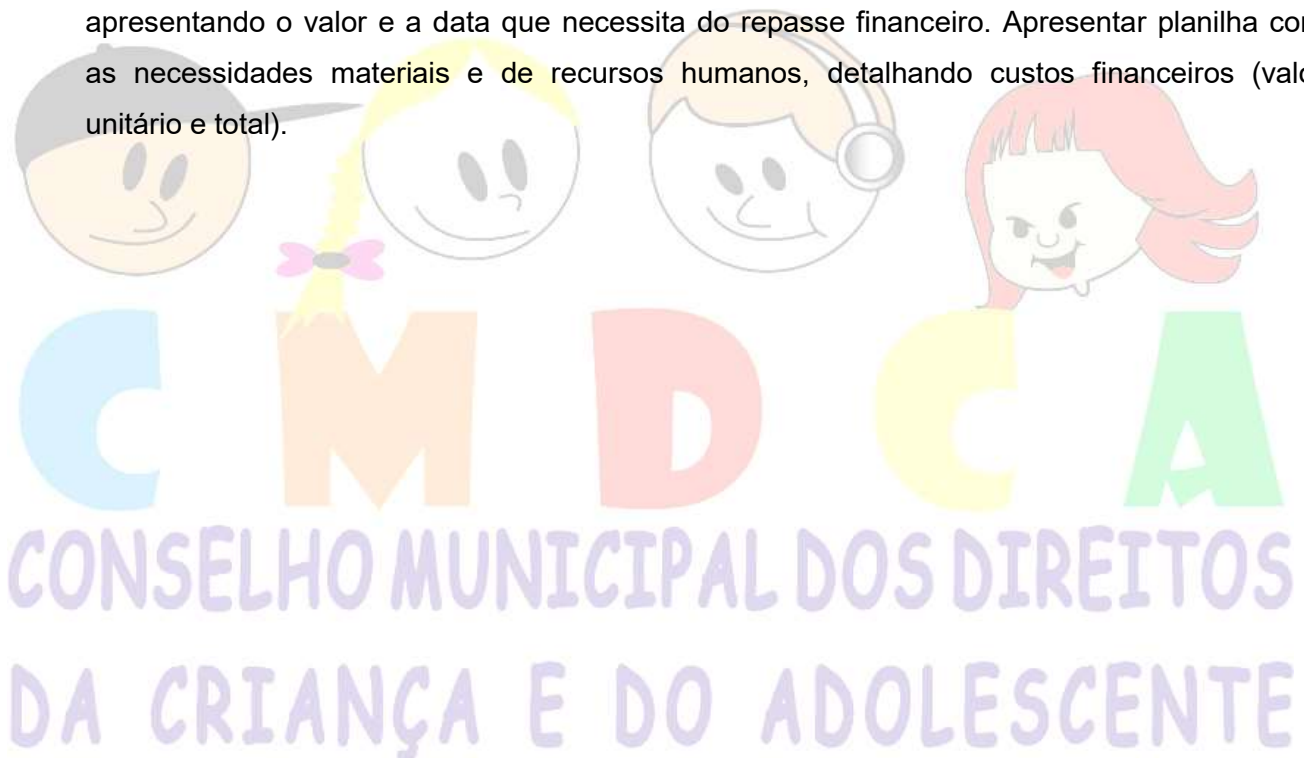 apresentando o valor e a data que necessita do repasse financeiro. Apresentar planilha com
as necessidades materiais e de recursos humanos, detalhando custos financeiros (valor
unitário e total).
C M D C A
CONSELHO MUNICIPAL DOS DIREITOS
DA CRIANÇA E DO ADOLESCENTE